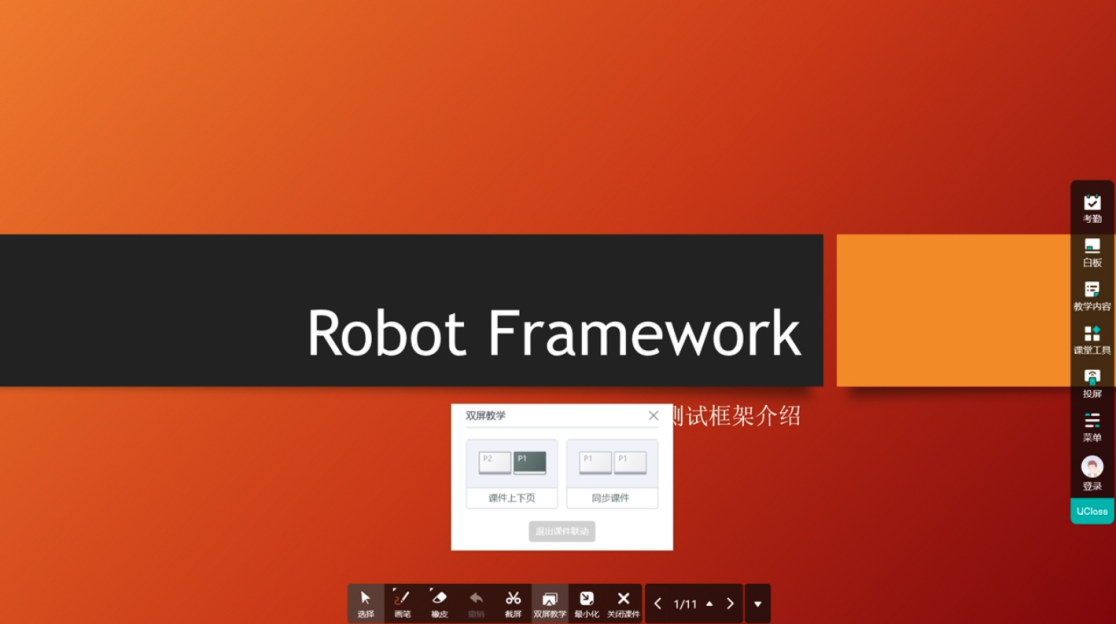 Robot Framework
测试框架介绍
双屏教学
P2 P1
P1 P1
课件上下页
同步课件
退出课件联动
考勤
白板
教学内容
课堂工具
投屏
菜单
登录
UClass
选择
画笔
橡皮
撤销
截屏
双屏教学
最小化
关闭课件
1/11